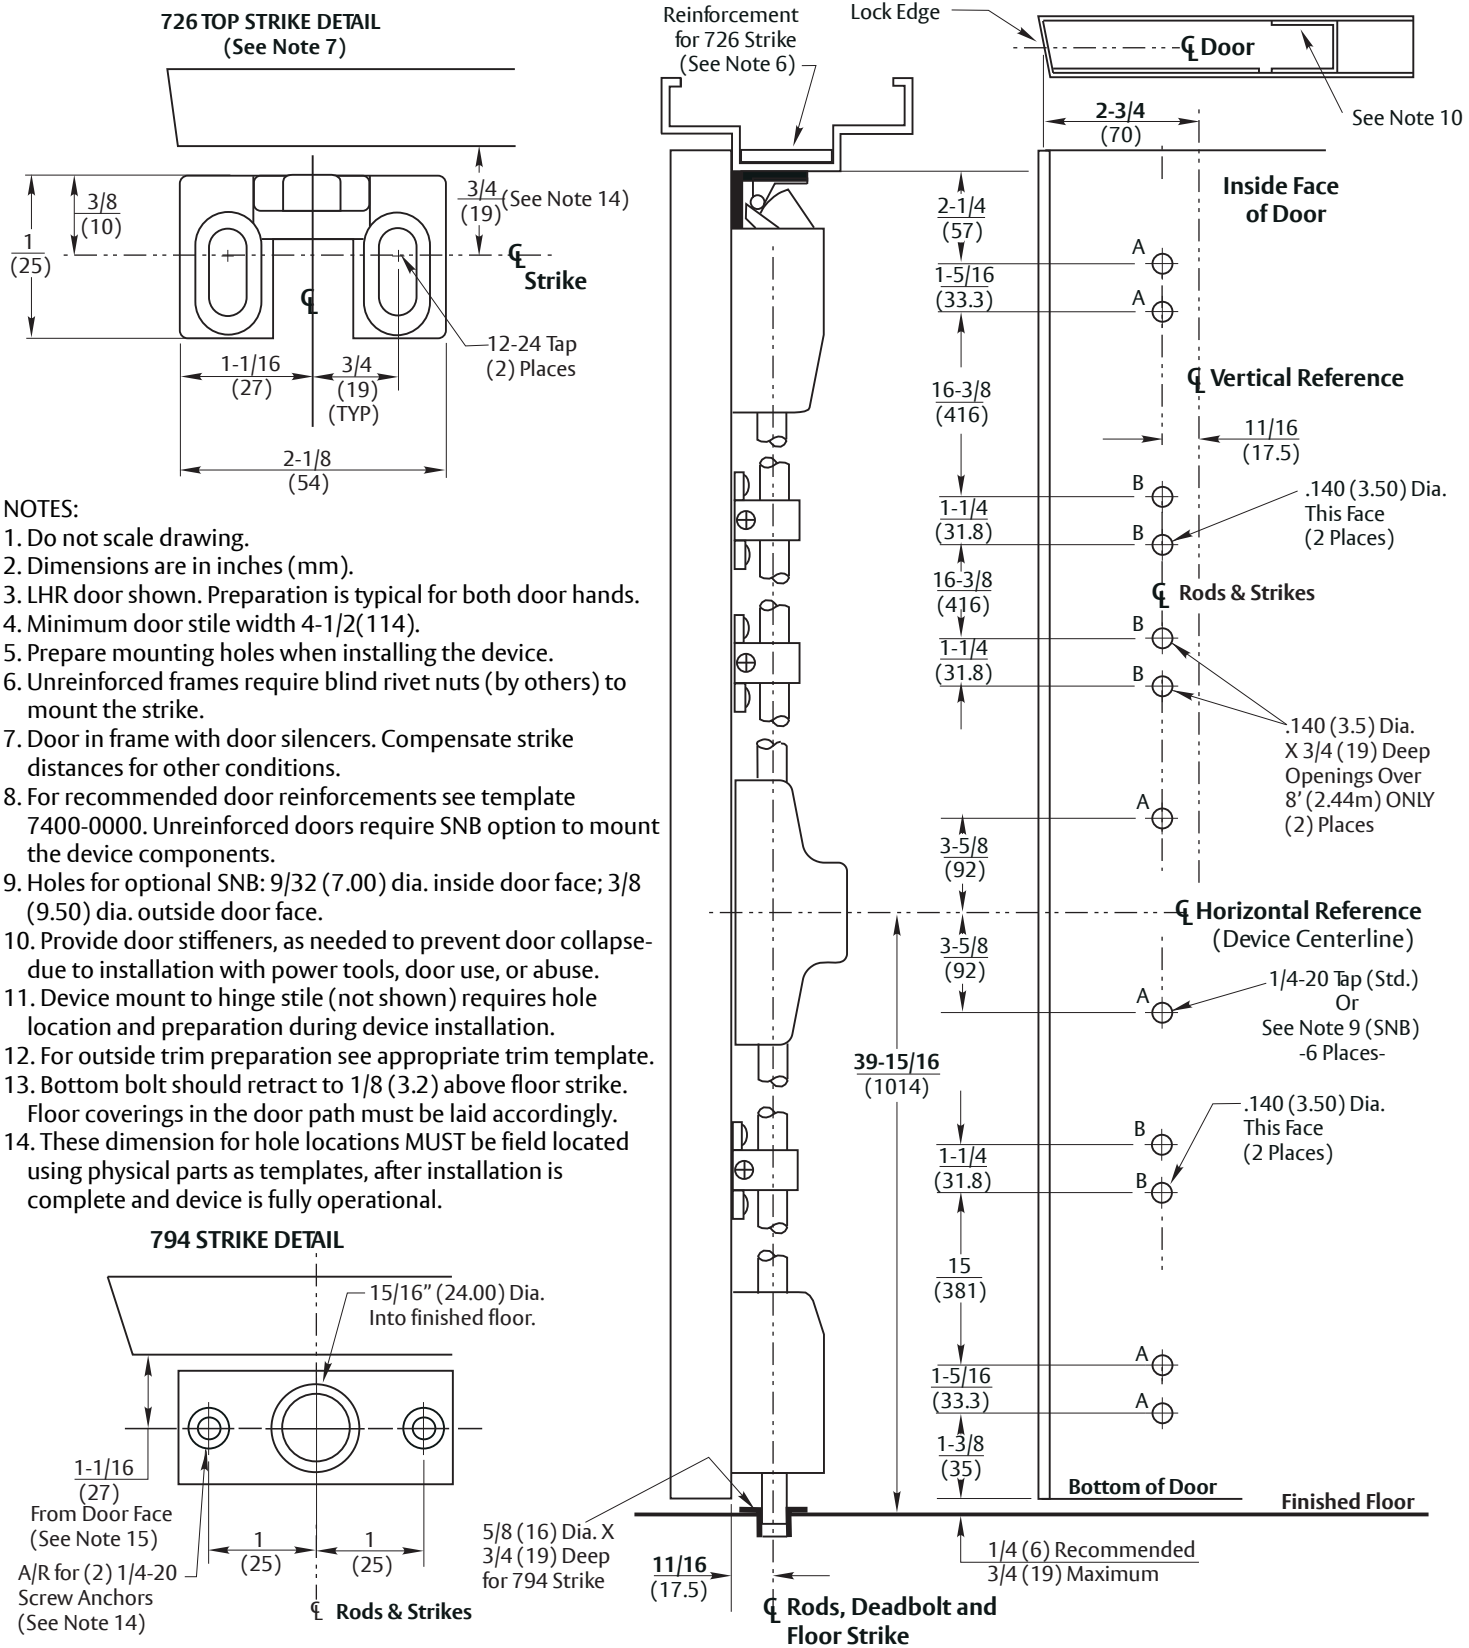 726 TOP STRIKE DETAIL
(See Note 7)
3/8
(10)
1
(25)
3/4
(19)
(See Note 14)
℄
Strike
℄
12-24 Tap
(2) Places
1-1/16
(27)
3/4
(19)
(TYP)
2-1/8
(54)
NOTES:
1. Do not scale drawing.
2. Dimensions are in inches (mm).
3. LHR door shown. Preparation is typical for both door hands.
4. Minimum door stile width 4-1/2(114).
5. Prepare mounting holes when installing the device.
6. Unreinforced frames require blind rivet nuts (by others) to
mount the strike.
7. Door in frame with door silencers. Compensate strike
distances for other conditions.
8. For recommended door reinforcements see template
7400-0000. Unreinforced doors require SNB option to mount
the device components.
9. Holes for optional SNB: 9/32 (7.00) dia. inside door face; 3/8
(9.50) dia. outside door face.
10. Provide door stiffeners, as needed to prevent door collapse-
due to installation with power tools, door use, or abuse.
11. Device mount to hinge stile (not shown) requires hole
location and preparation during device installation.
12. For outside trim preparation see appropriate trim template.
13. Bottom bolt should retract to 1/8 (3.2) above floor strike.
Floor coverings in the door path must be laid accordingly.
14. These dimension for hole locations MUST be field located
using physical parts as templates, after installation is
complete and device is fully operational.
794 STRIKE DETAIL
15/16” (24.00) Dia.
Into finished floor.
1-1/16
(27)
From Door Face
(See Note 15)
1
(25)
1
(25)
A/R for (2) 1/4-20
Screw Anchors
(See Note 14)
℄ Rods & Strikes
Reinforcement
for 726 Strike
(See Note 6)
Lock Edge
℄ Door
See Note 10
2-3/4
(70)
Inside Face
of Door
2-1/4
(57)
A
1-5/16
(33.3)
A
℄ Vertical Reference
16-3/8
(416)
11/16
(17.5)
B
1-1/4
(31.8)
B
.140 (3.50) Dia.
This Face
(2 Places)
16-3/8
(416)
℄ Rods & Strikes
B
1-1/4
(31.8)
B
.140 (3.5) Dia.
X 3/4 (19) Deep
Openings Over
8’ (2.44m) ONLY
(2) Places
A
3-5/8
(92)
℄ Horizontal Reference
(Device Centerline)
3-5/8
(92)
A
1/4-20 Tap (Std.)
Or
See Note 9 (SNB)
-6 Places-
39-15/16
(1014)
.140 (3.50) Dia.
This Face
(2 Places)
B
1-1/4
(31.8)
B
15
(381)
A
1-5/16
(33.3)
A
1-3/8
(35)
Bottom of Door
Finished Floor
5/8 (16) Dia. X
3/4 (19) Deep
for 794 Strike
11/16
(17.5)
1/4 (6) Recommended
3/4 (19) Maximum
℄ Rods, Deadbolt and
Floor Strike